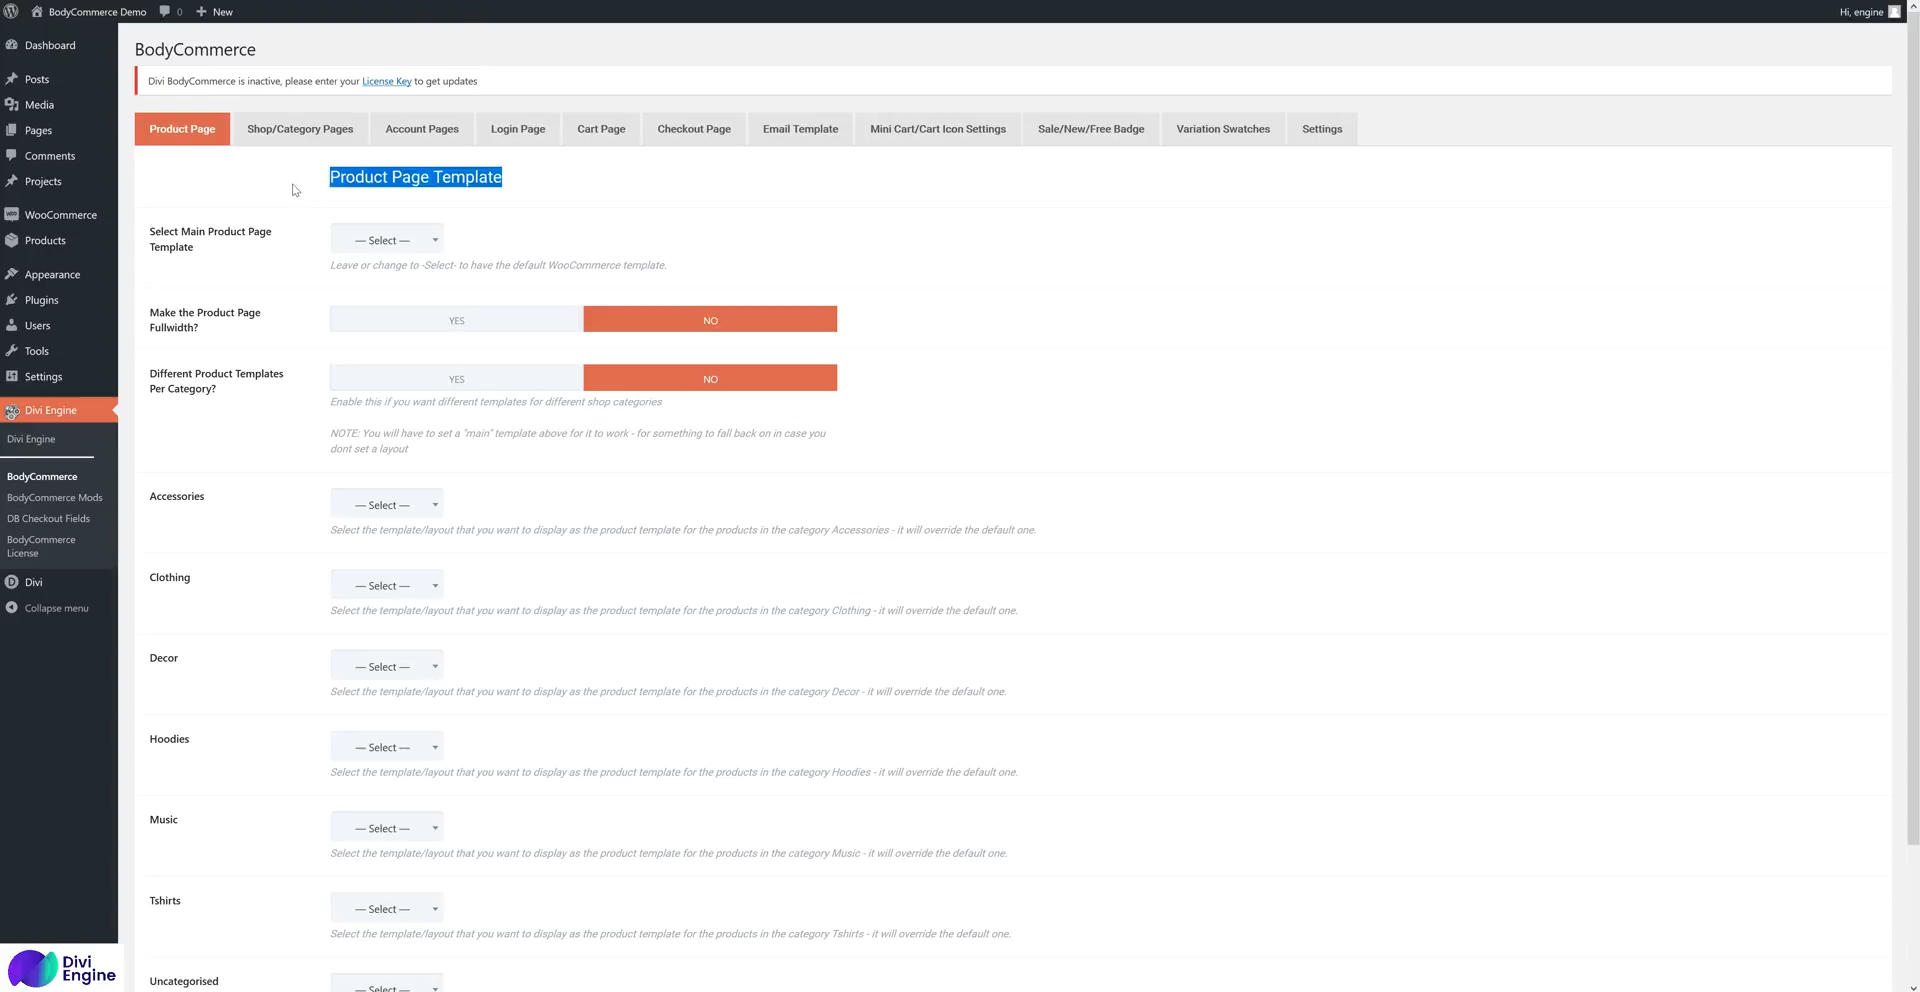 BodyCommerce Demo
0
New
Hi, engine
Dashboard
Posts
Media
Pages
Comments
Projects
WooCommerce
Products
Appearance
Plugins
Users
Tools
Settings
Divi Engine
Divi Engine
BodyCommerce
BodyCommerce Mods
DB Checkout Fields
BodyCommerce
License
Divi
Collapse menu
Divi
Engine
BodyCommerce
Divi BodyCommerce is inactive, please enter your License Key to get updates
Product Page
Shop/Category Pages
Account Pages
Login Page
Cart Page
Checkout Page
Email Template
Mini Cart/Cart Icon Settings
Sale/New/Free Badge
Variation Swatches
Settings
Product Page Template
Select Main Product Page
Template
— Select —
Leave or change to -Select- to have the default WooCommerce template.
Make the Product Page
Fullwidth?
YES
NO
Different Product Templates
Per Category?
YES
NO
Enable this if you want different templates for different shop categories
NOTE: You will have to set a "main" template above for it to work - for something to fall back on in case you
dont set a layout
Accessories
— Select —
Select the template/layout that you want to display as the product template for the products in the category Accessories - it will override the default one.
Clothing
— Select —
Select the template/layout that you want to display as the product template for the products in the category Clothing - it will override the default one.
Decor
— Select —
Select the template/layout that you want to display as the product template for the products in the category Decor - it will override the default one.
Hoodies
— Select —
Select the template/layout that you want to display as the product template for the products in the category Hoodies - it will override the default one.
Music
— Select —
Select the template/layout that you want to display as the product template for the products in the category Music - it will override the default one.
Tshirts
— Select —
Select the template/layout that you want to display as the product template for the products in the category Tshirts - it will override the default one.
Uncategorised
— Select —